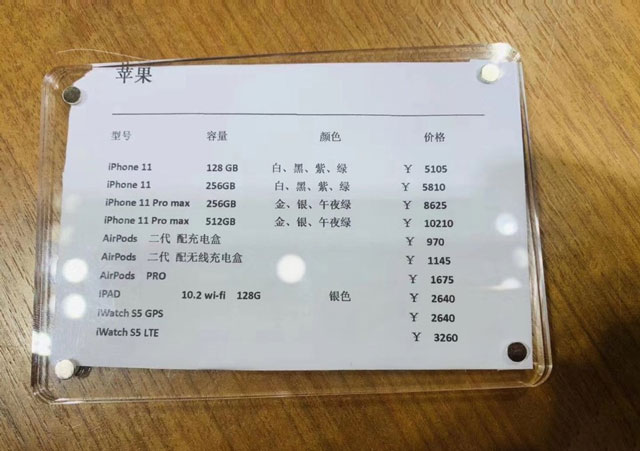 苹果
型号 容量 颜色 价格
iPhone 11 128 GB 白、黑、紫、绿 ¥ 5105
iPhone 11 256GB 白、黑、紫、绿 ¥ 5810
iPhone 11 Pro max 256GB 金、银、午夜绿 ¥ 8625
iPhone 11 Pro max 512GB 金、银、午夜绿 ¥ 10210
AirPods 二代 配充电盒 ¥ 970
AirPods 二代 配无线充电盒 ¥ 1145
AirPods PRO ¥ 1675
IPAD 10.2 wi-fi 128G 银色 ¥ 2640
iWatch S5 GPS ¥ 2640
iWatch S5 LTE ¥ 3260